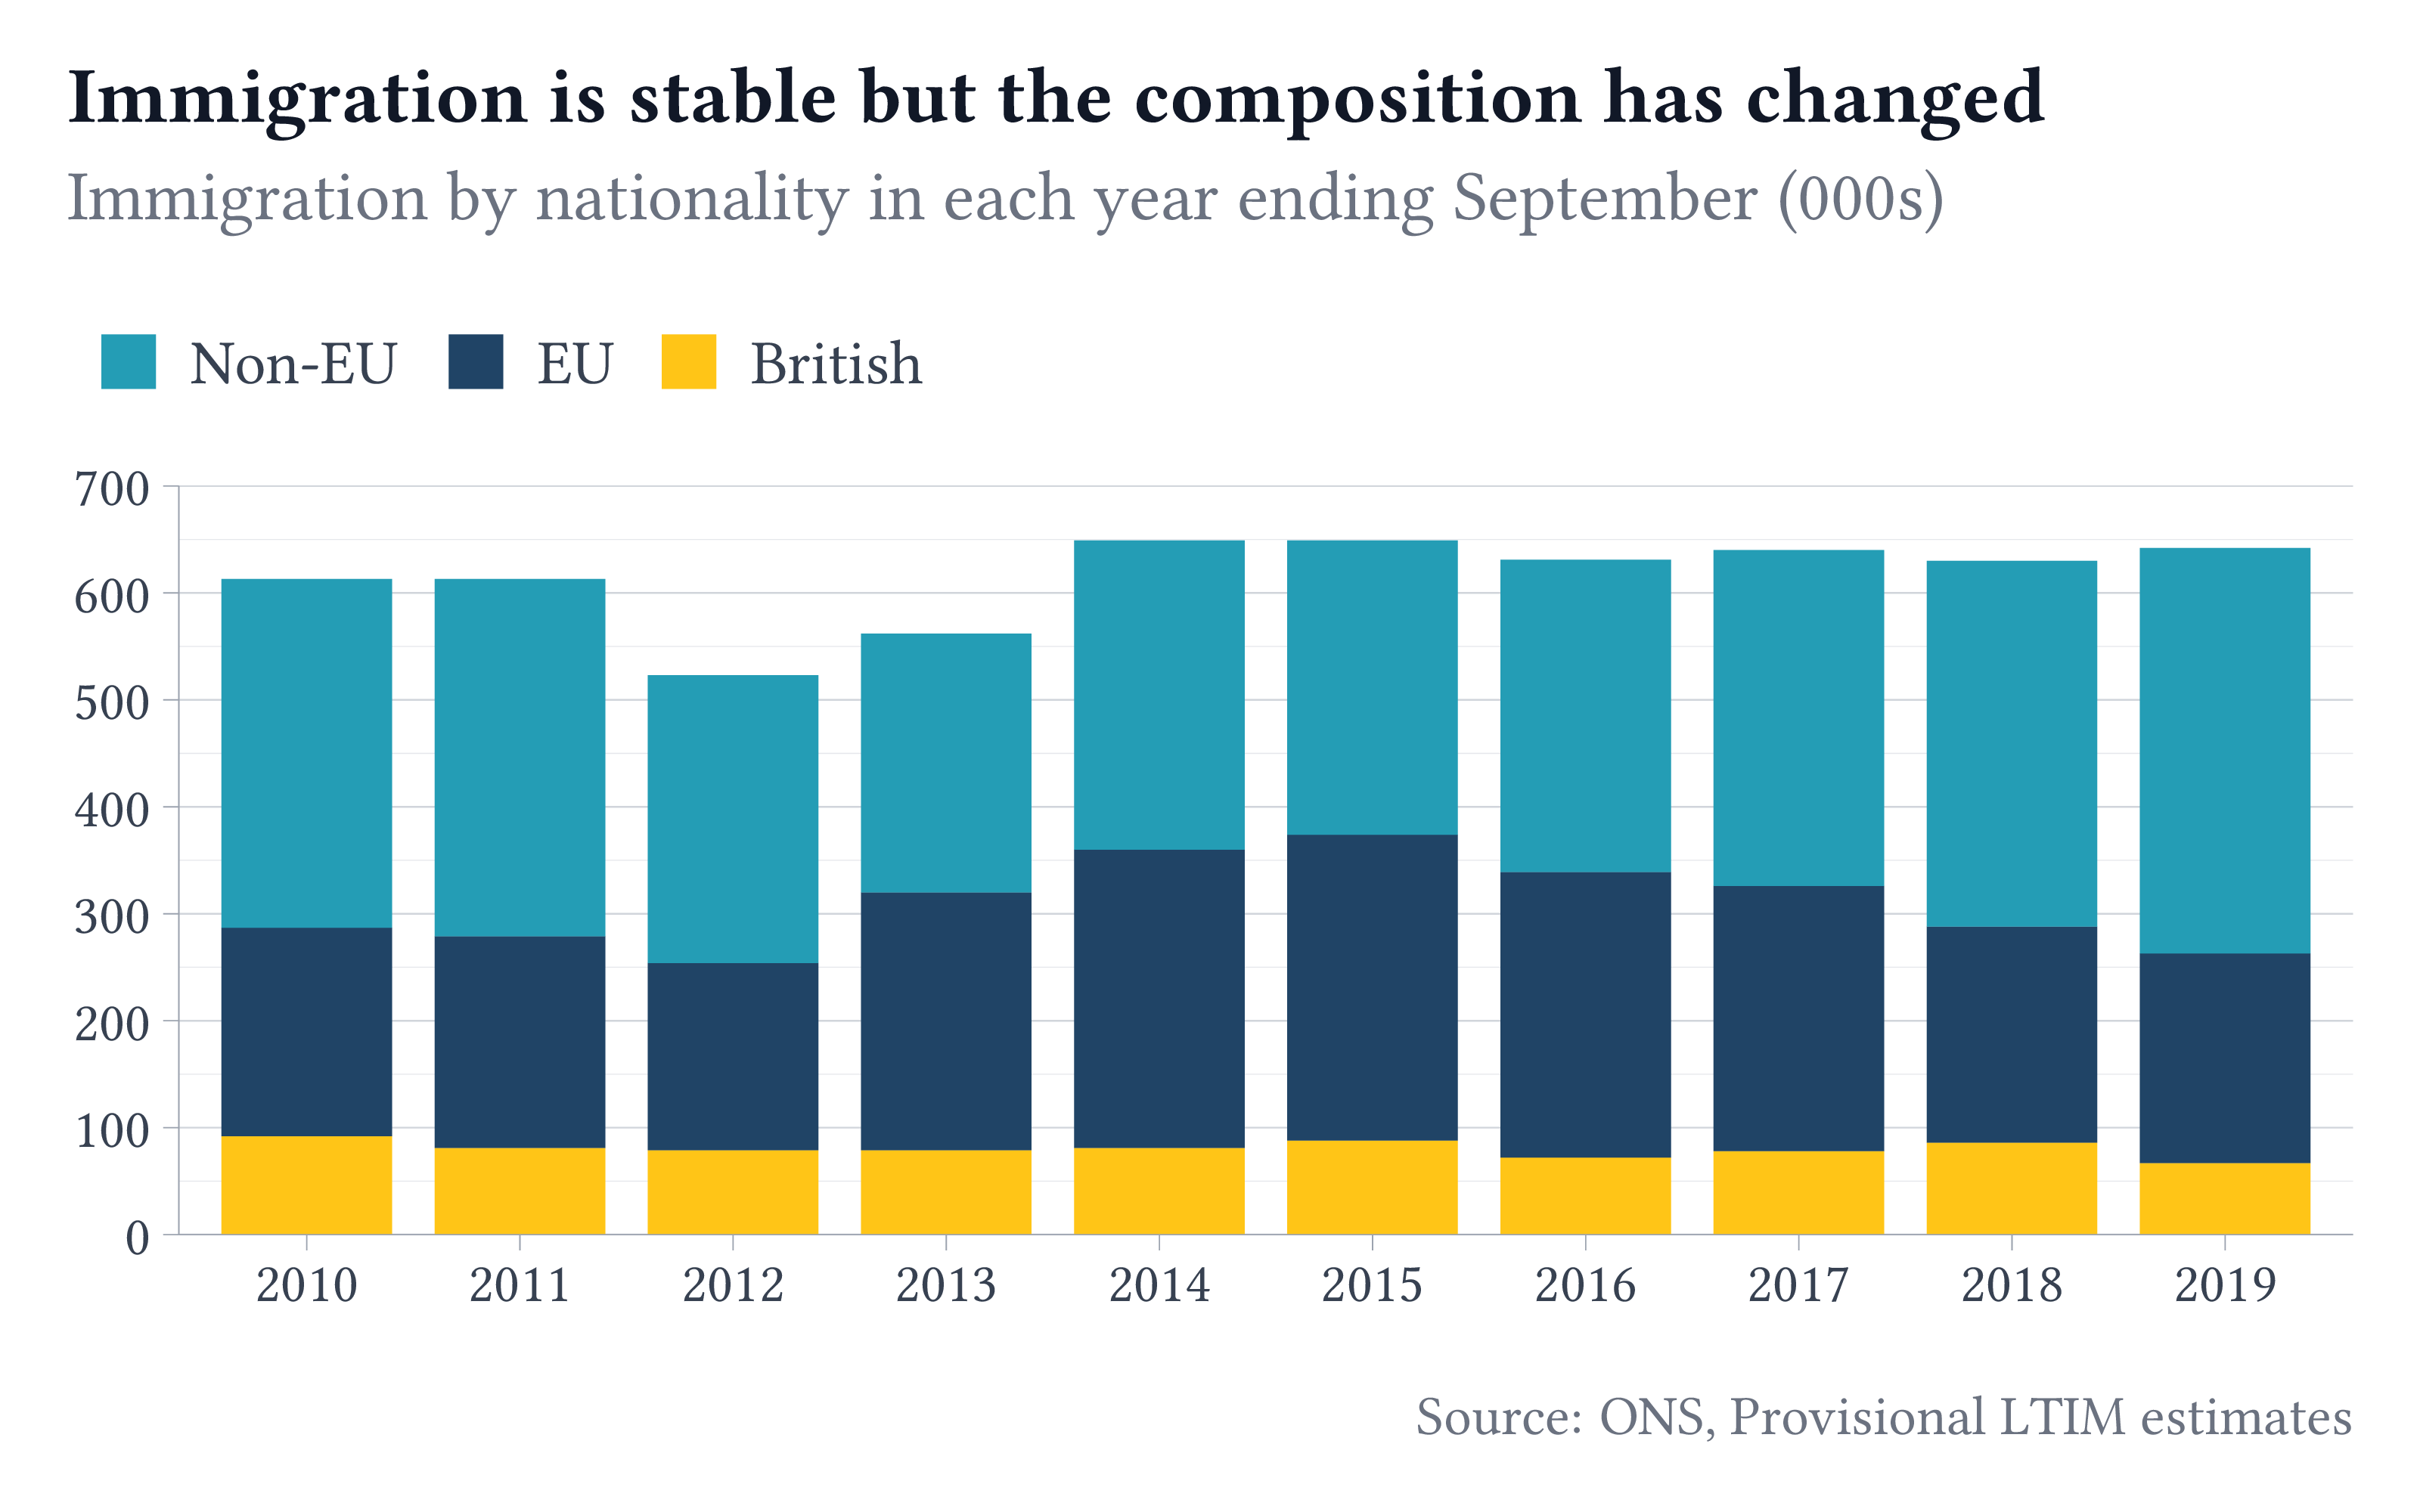 Immigration is stable but the composition has changed
Immigration by nationality in each year ending September (000s)
Non-EU EU British
700
600
500
400
300
200
100
0
2010 2011 2012 2013 2014 2015 2016 2017 2018 2019
Source: ONS, Provisional LTIM estimates